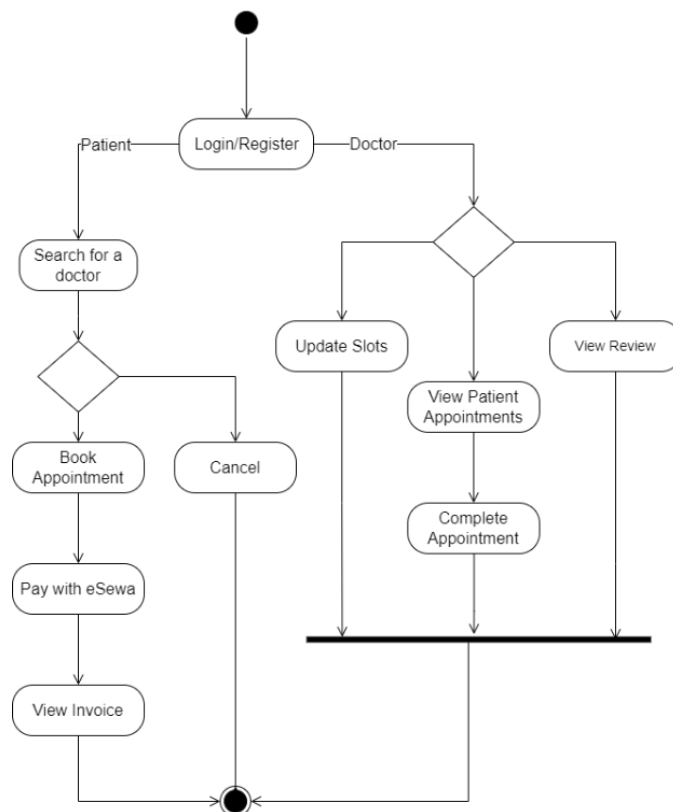 Login/Register
Patient
Doctor
Search for a
doctor
Update Slots
View Review
View Patient
Appointments
Book
Appointment
Cancel
Complete
Appointment
Pay with eSewa
View Invoice